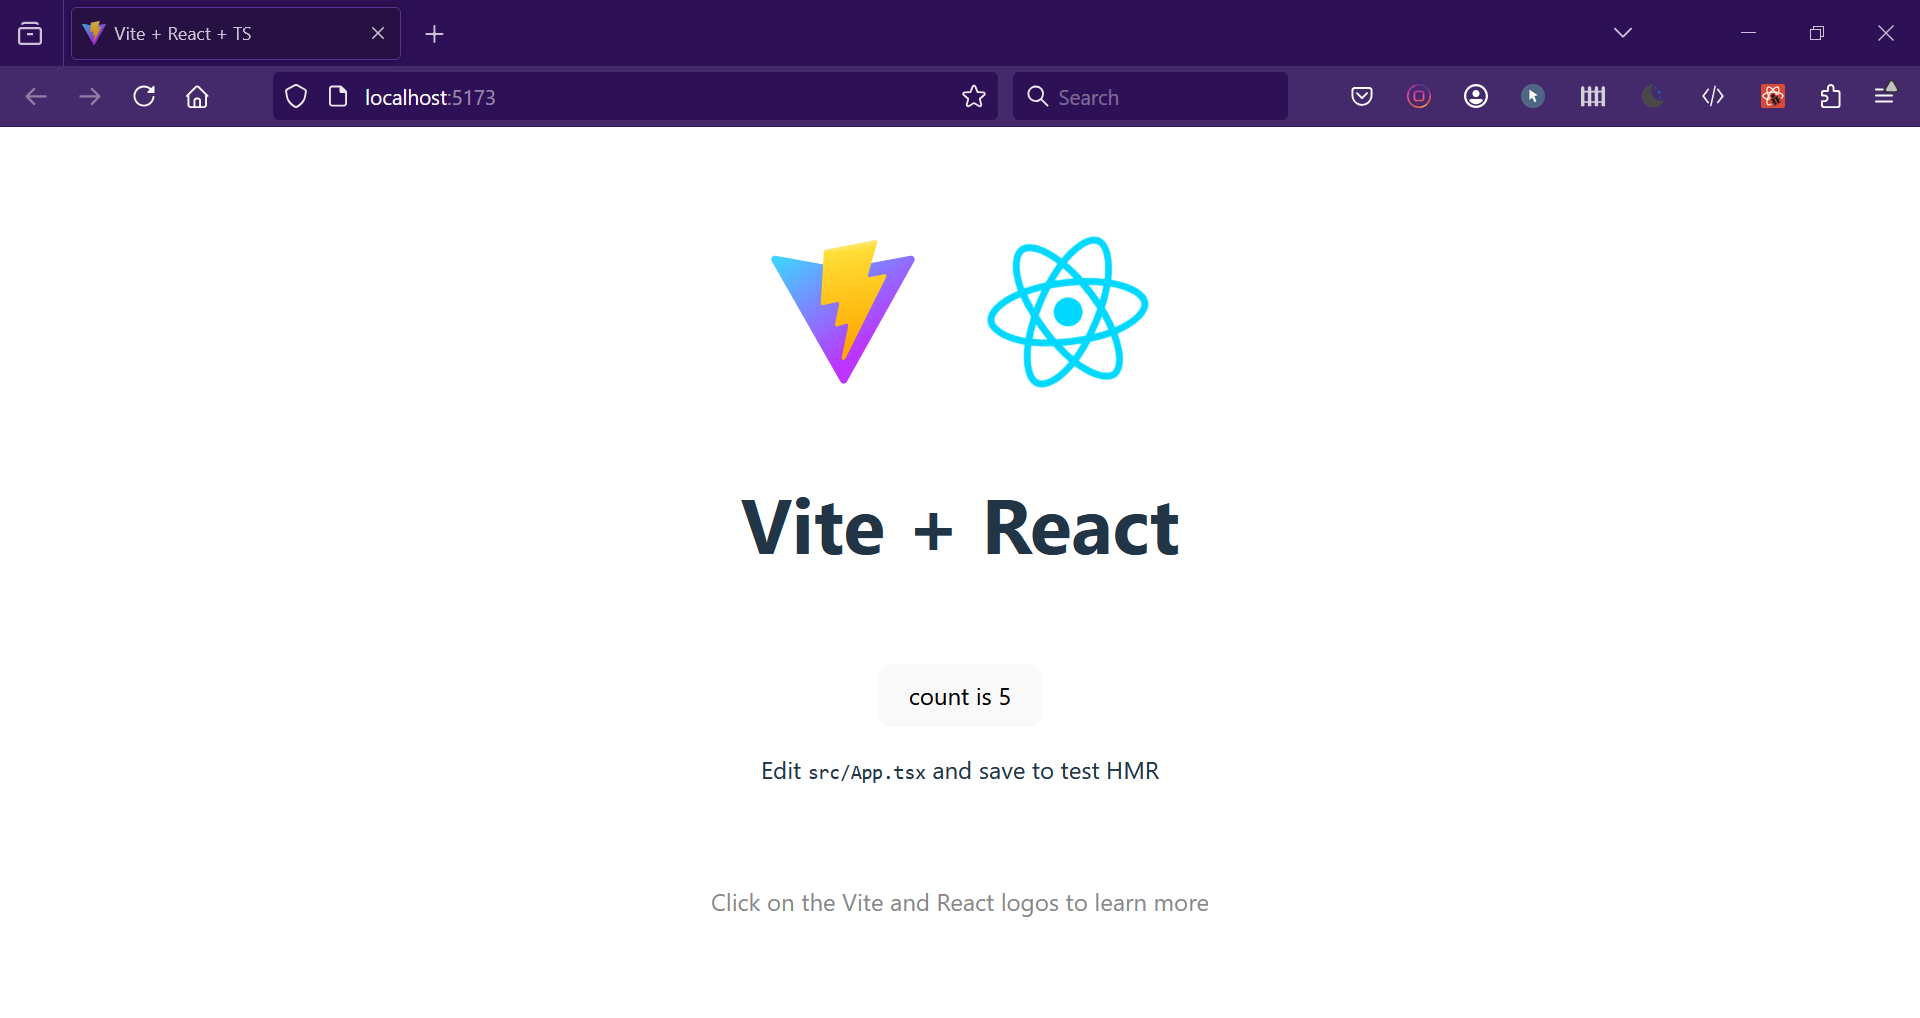 Vite + React + TS
localhost:5173
Search
Vite + React
count is 5
Edit src/App.tsx and save to test HMR
Click on the Vite and React logos to learn more